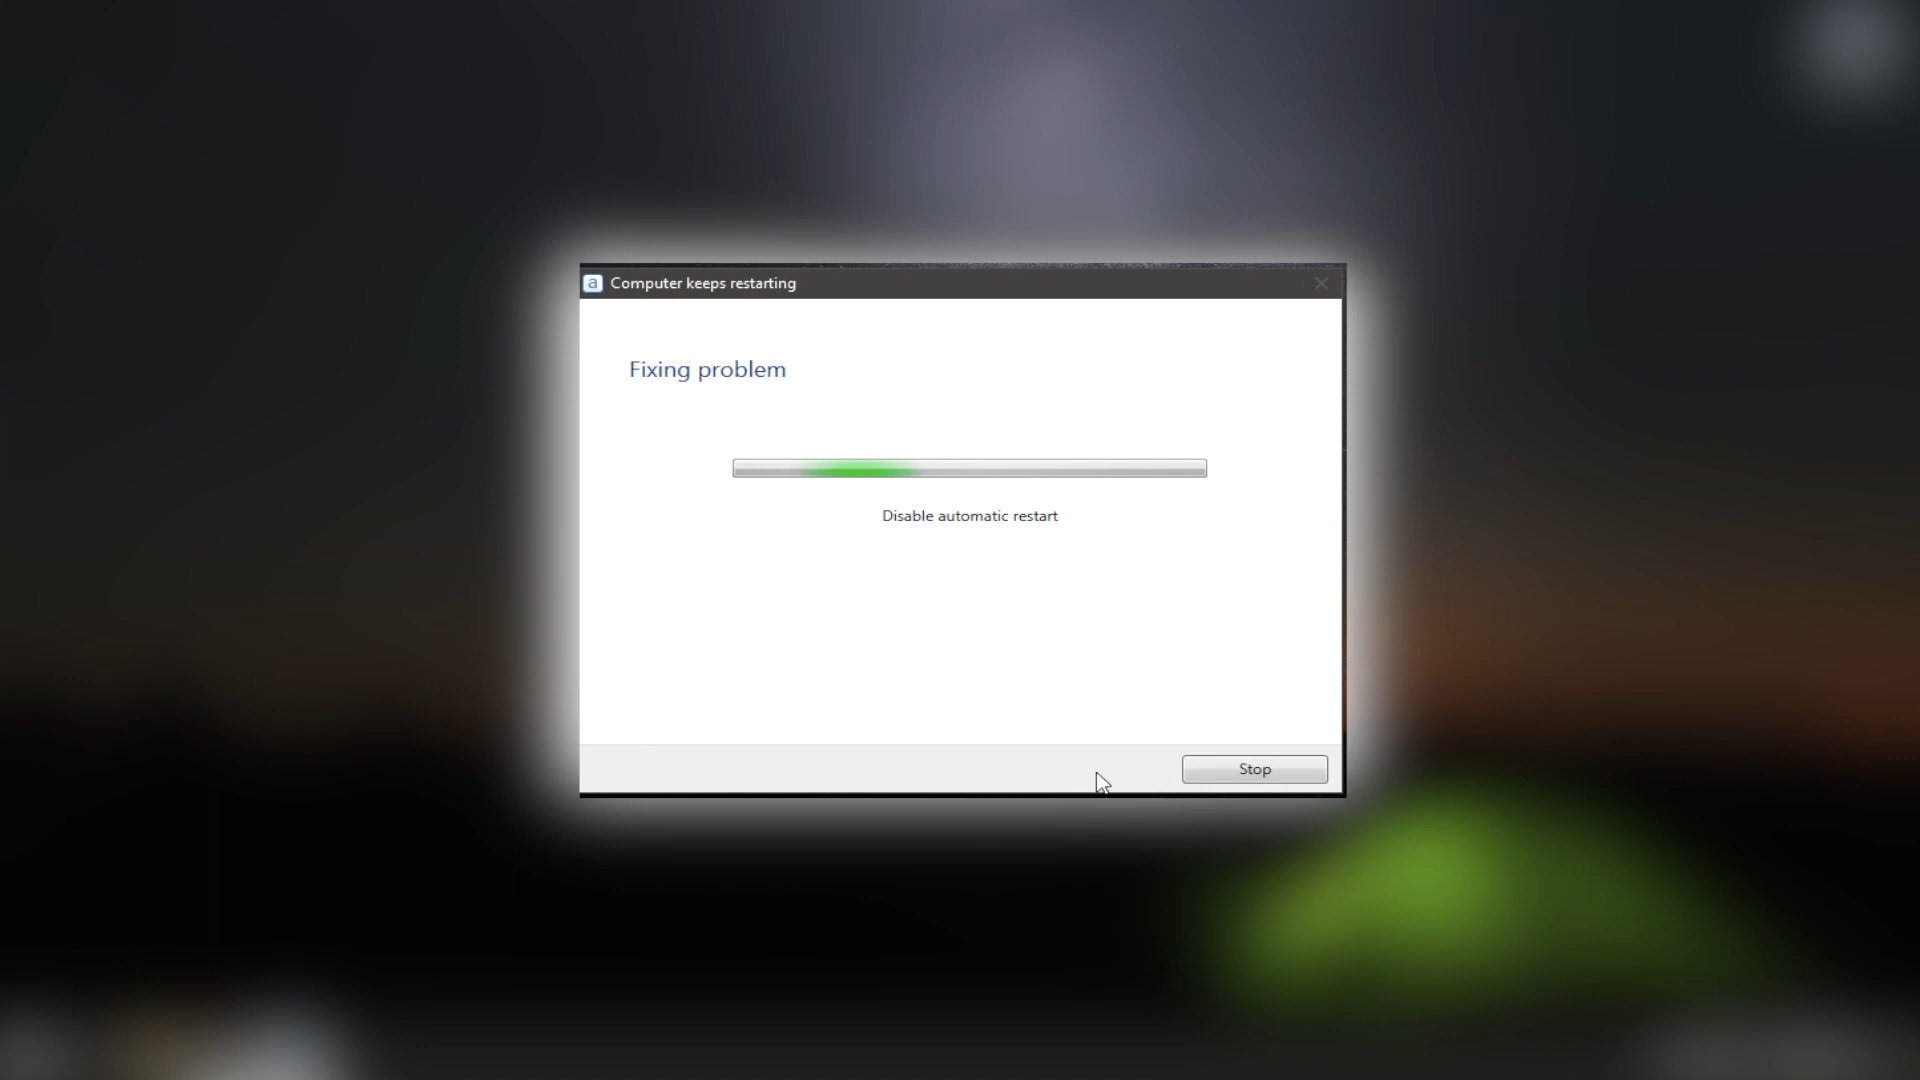 a Computer keeps restarting
Fixing problem
Disable automatic restart
Stop